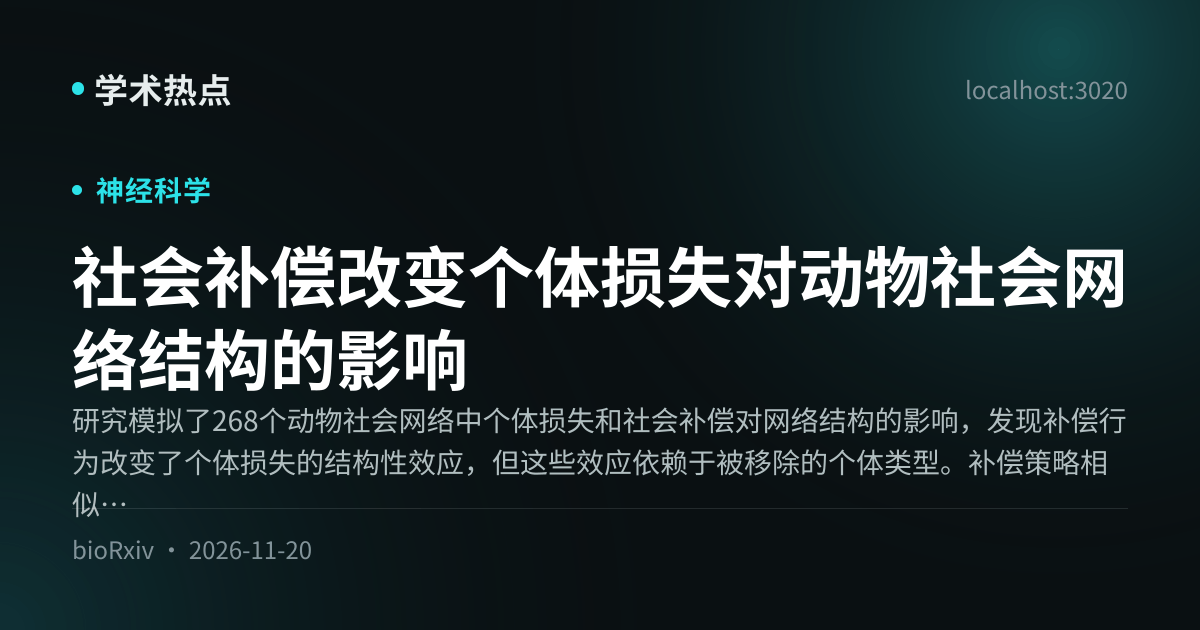 学术热点
localhost:3020
神经科学
社会补偿改变个体损失对动物社会网
络结构的影响
研究模拟了268个动物社会网络中个体损失和社会补偿对网络结构的影响，发现补偿行
为改变了个体损失的结构性效应，但这些效应依赖于被移除的个体类型。补偿策略相
似…
bioRxiv • 2026-11-20